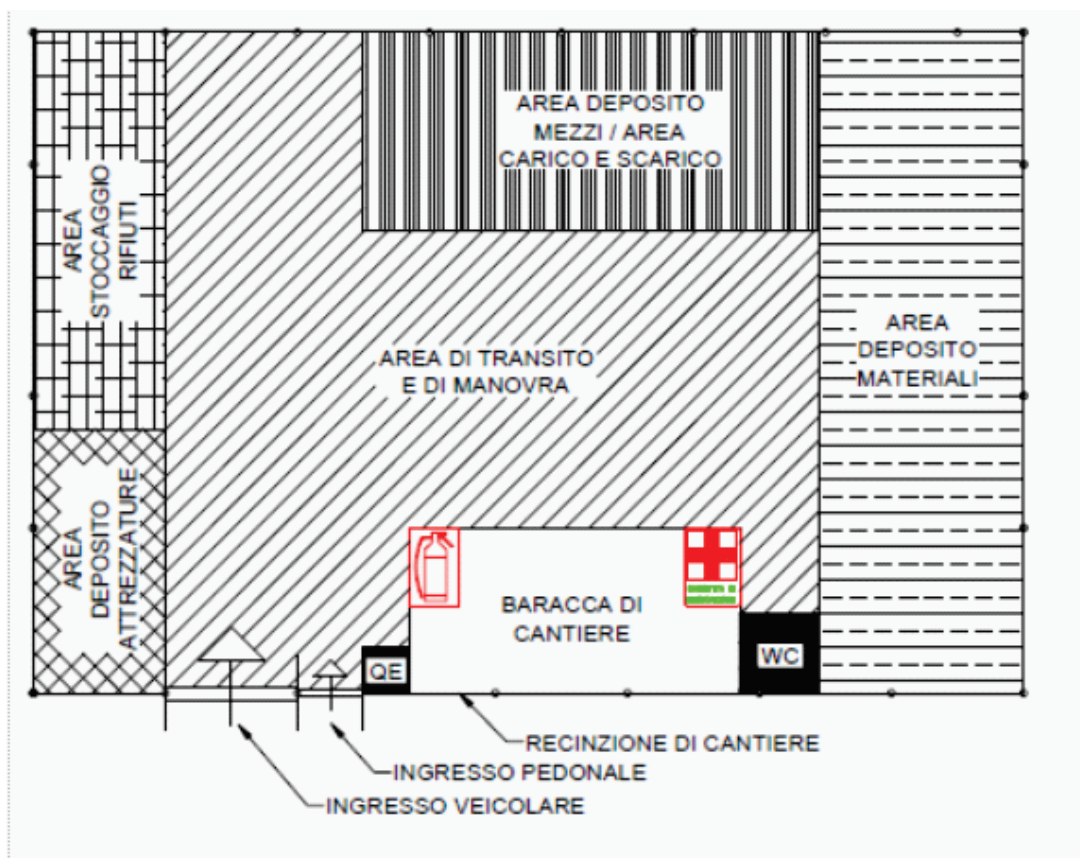 AREA DEPOSITO
MEZZI / AREA
CARICO E SCARICO
AREA
STOCCAGGIO
RIFIUTI
AREA DI TRANSITO
E DI MANOVRA
AREA
DEPOSITO
MATERIALI
AREA
DEPOSITO
ATTREZZATURE
BARACCA DI
CANTIERE
QE
WC
RECINZIONE DI CANTIERE
INGRESSO PEDONALE
INGRESSO VEICOLARE